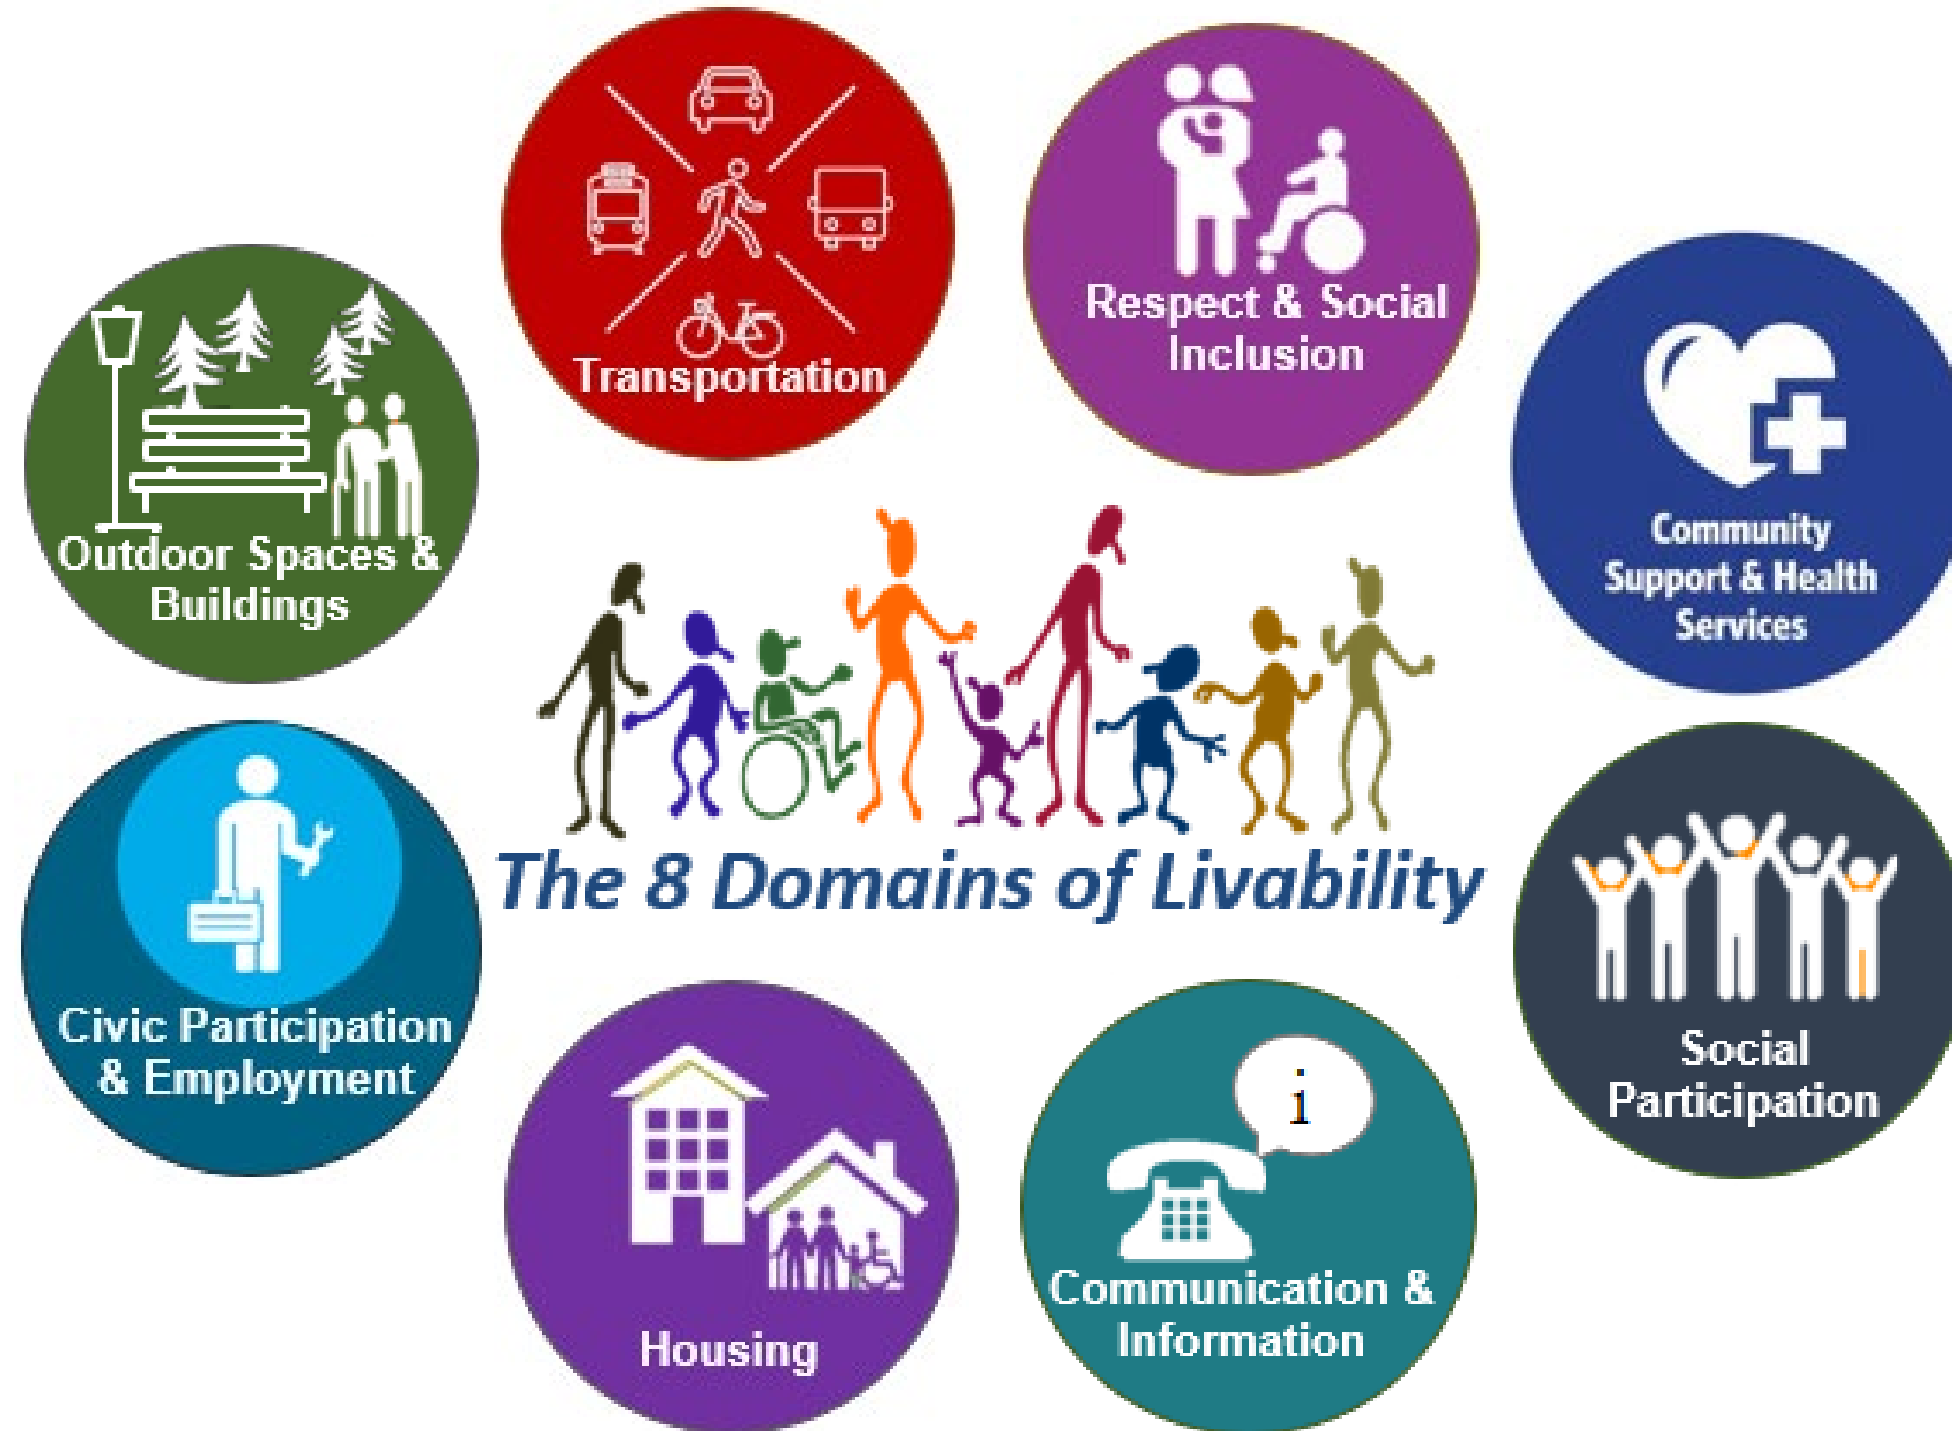 Transportation
Respect & Social
Inclusion
Outdoor Spaces &
Buildings
Community
Support & Health
Services
The 8 Domains of Livability
Civic Participation
& Employment
Social
Participation
Housing
i
Communication &
Information